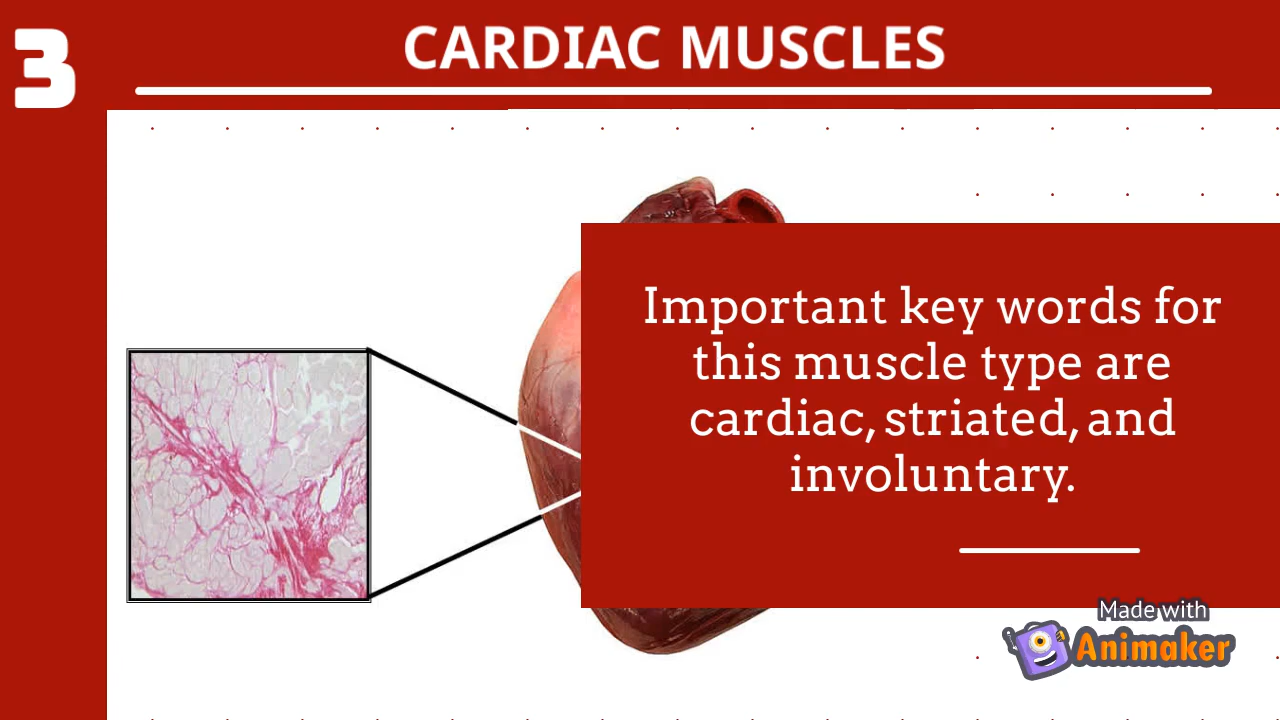 3
CARDIAC MUSCLES
Important key words for
this muscle type are
cardiac, striated, and
involuntary.
Made with
Animaker